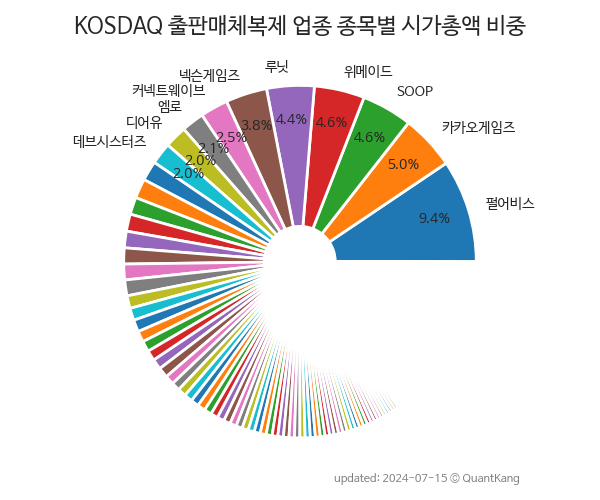 KOSDAQ 출판매체복제 업종 종목별 시가총액 비중
루닛
위메이드
넥슨게임즈
SOOP
커넥트웨이브
엠로
카카오게임즈
디어유
데브시스터즈
펄어비스
4.4%
4.6%
3.8%
4.6%
2.5%
2.1%
2.0%
2.0%
5.0%
9.4%
updated: 2024-07-15 © QuantKang